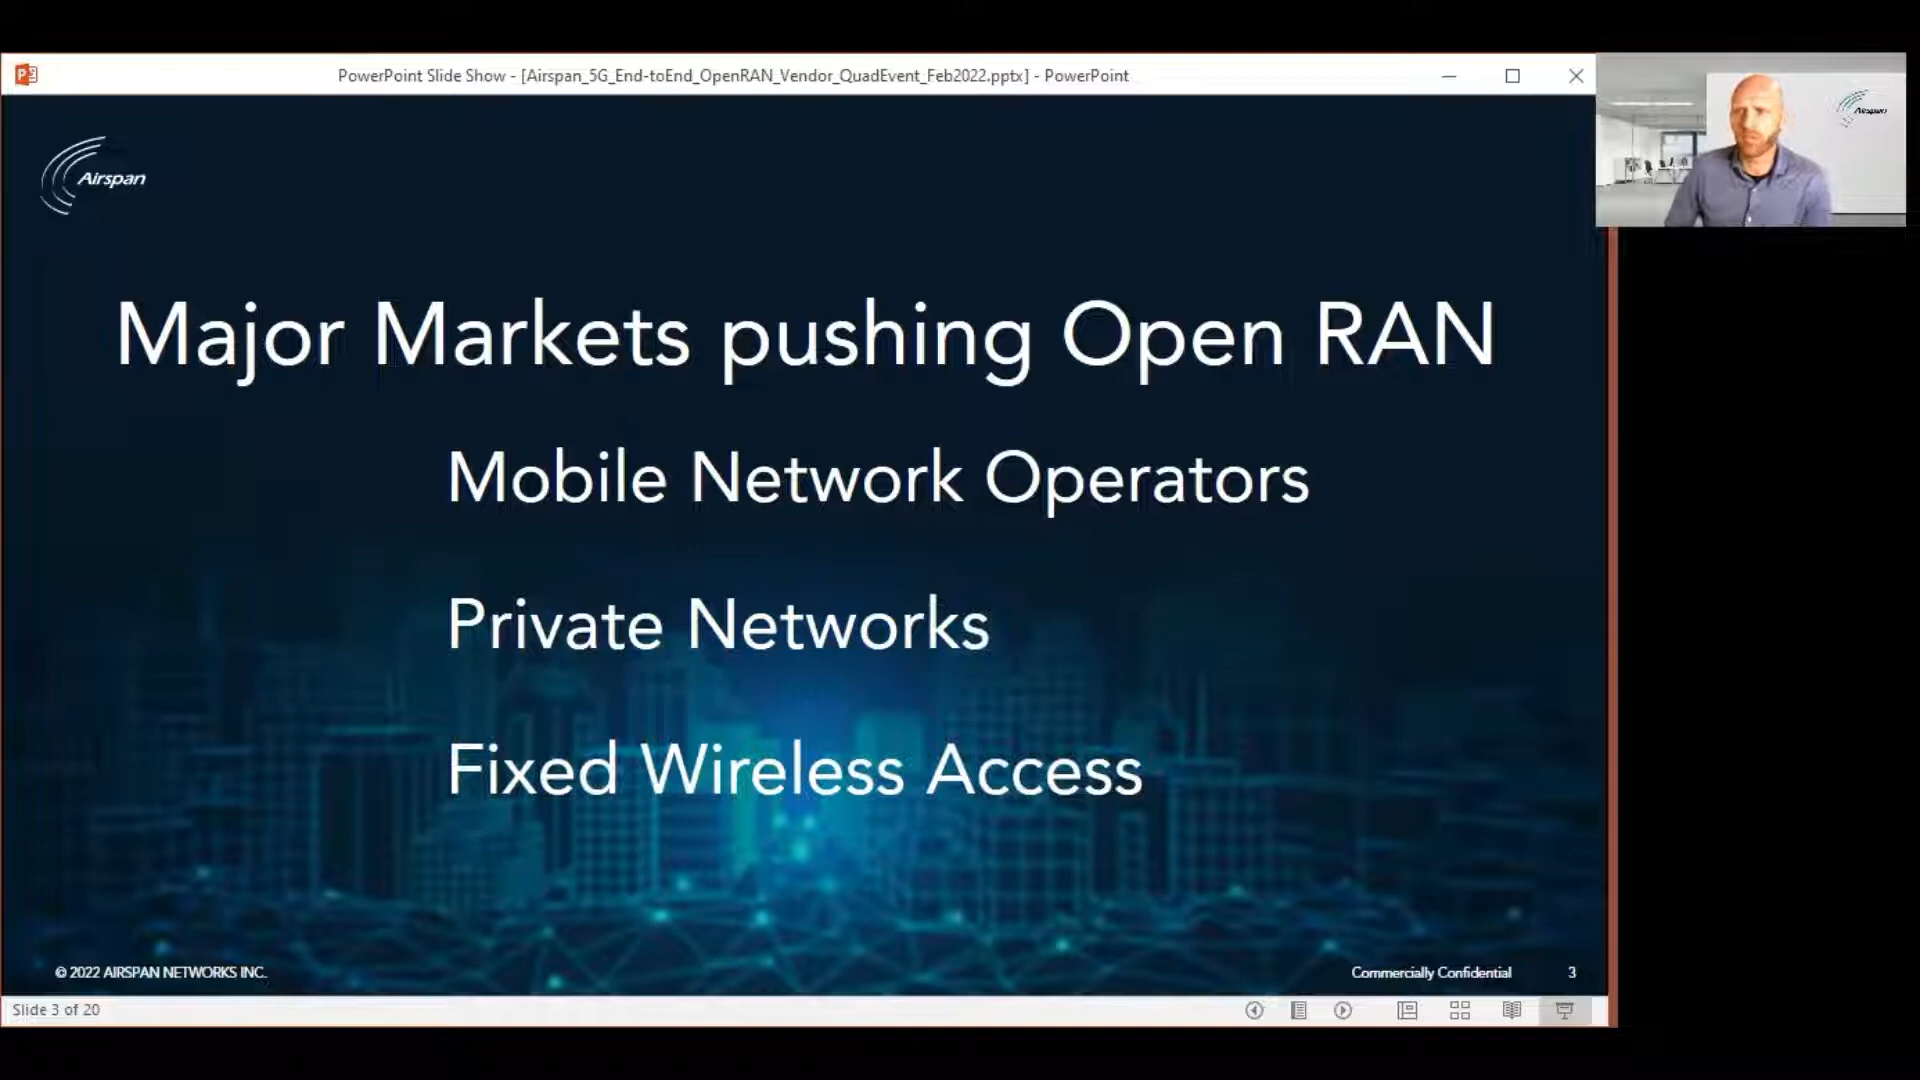 PowerPoint Slide Show - [Airspan_5G_End-toEnd_OpenRAN_Vendor_QuadEvent_Feb2022.pptx] - PowerPoint
Airspan
Airspan
Major Markets pushing Open RAN
Mobile Network Operators
Private Networks
Fixed Wireless Access
© 2022 AIRSPAN NETWORKS INC.
Commercially Confidential
3
Slide 3 of 20